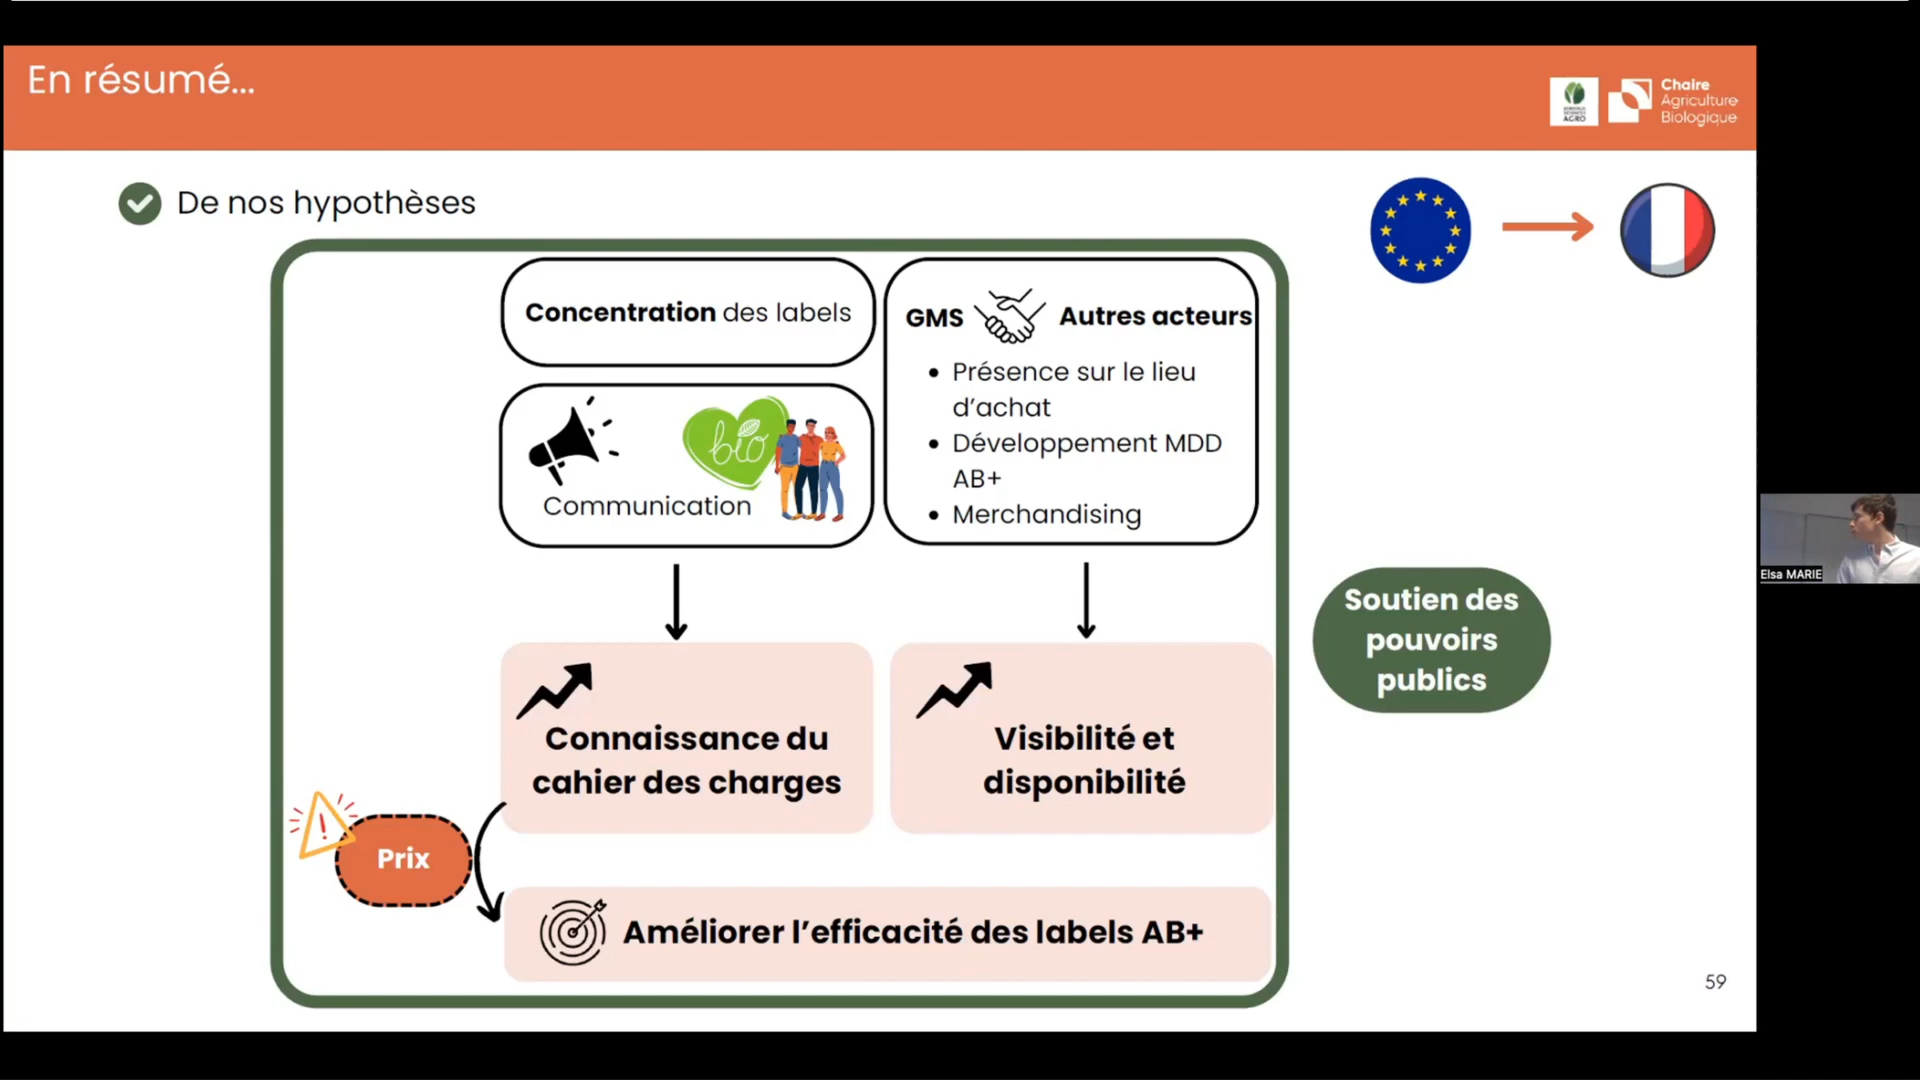 En résumé...
Chaire
Agriculture
Biologique
AGRO
De nos hypothèses
Concentration des labels
bio
Communication
GMS
Autres acteurs
Présence sur le lieu
d'achat
Développement MDD
AB+
Merchandising
Soutien des
pouvoirs
publics
Elsa MARIE
Connaissance du
cahier des charges
Visibilité et
disponibilité
Prix
Améliorer l'efficacité des labels AB+
59